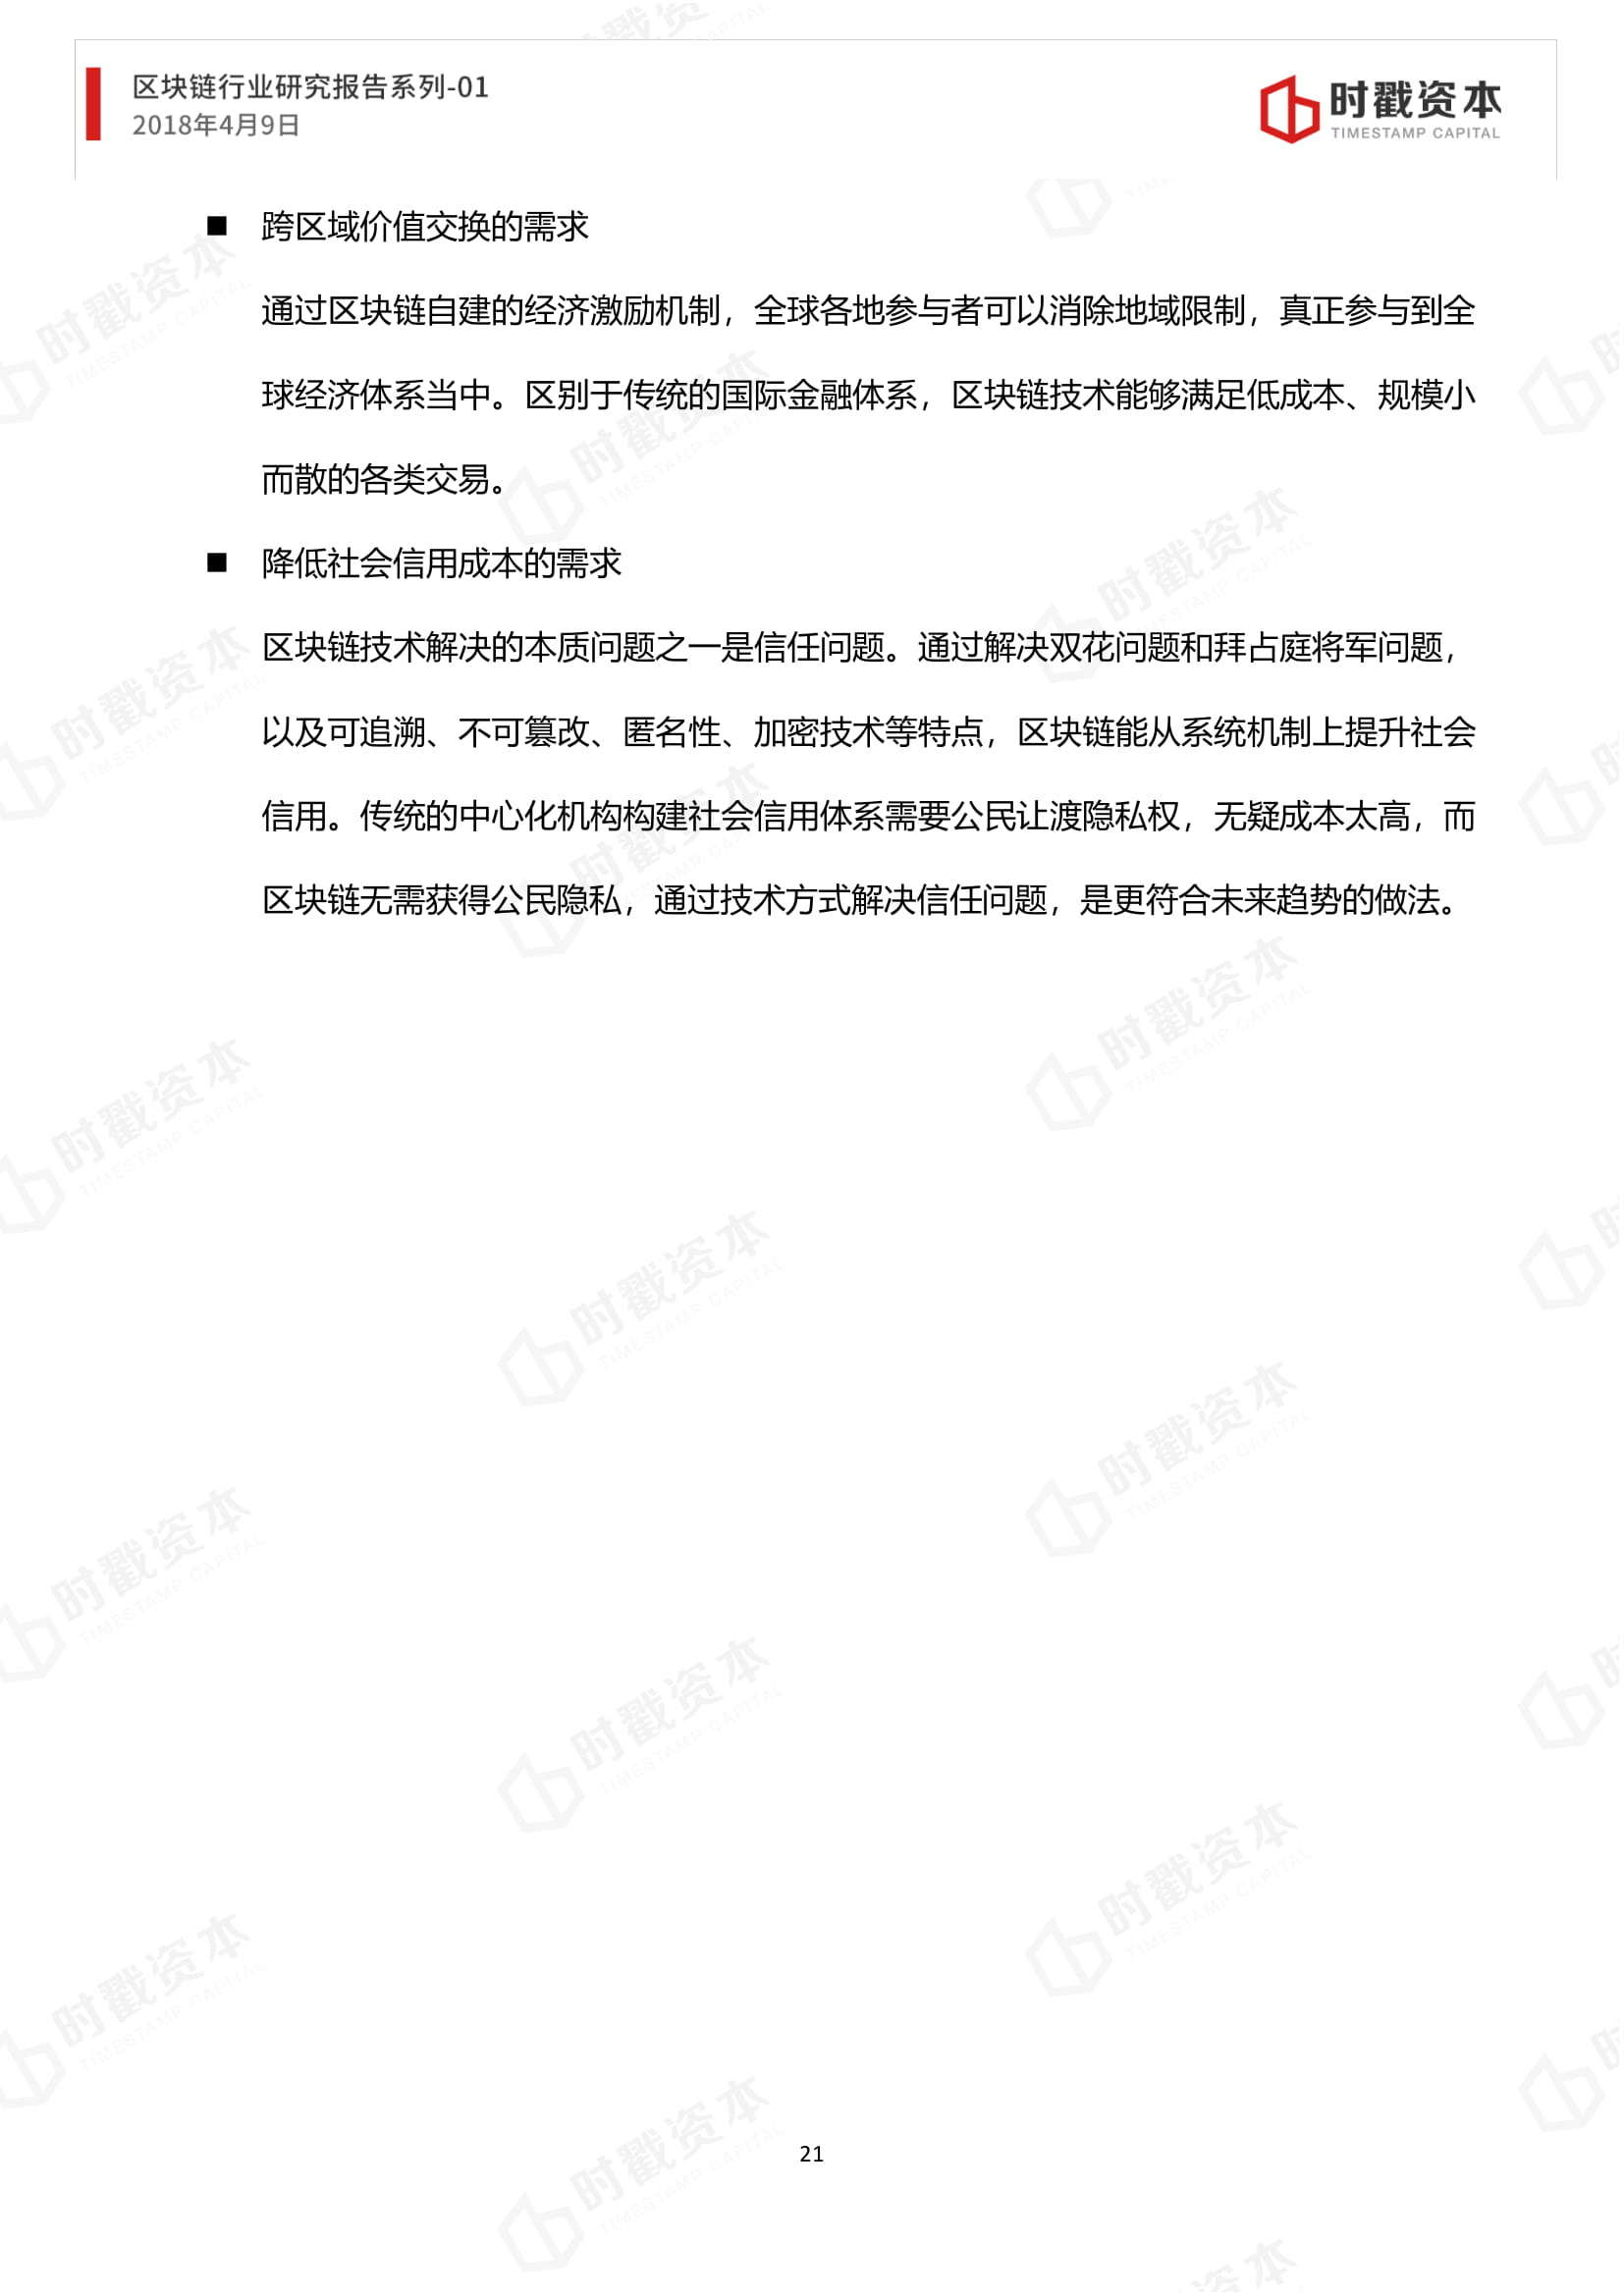 区块链行业研究报告系列-01
2018年4月9日
时戳资本
TIMESTAMP CAPITAL
■ 跨区域价值交换的需求
通过区块链自建的经济激励机制，全球各地参与者可以消除地域限制，真正参与到全
球经济体系当中。区别于传统的国际金融体系，区块链技术能够满足低成本、规模小
而散的各类交易。
■ 降低社会信用成本的需求
区块链技术解决的本质问题之一是信任问题。通过解决双花问题和拜占庭将军问题，
以及可追溯、不可篡改、匿名性、加密技术等特点，区块链能从系统机制上提升社会
信用。传统的中心化机构构建社会信用体系需要公民让渡隐私权，无疑成本太高，而
区块链无需获得公民隐私，通过技术方式解决信任问题，是更符合未来趋势的做法。
21